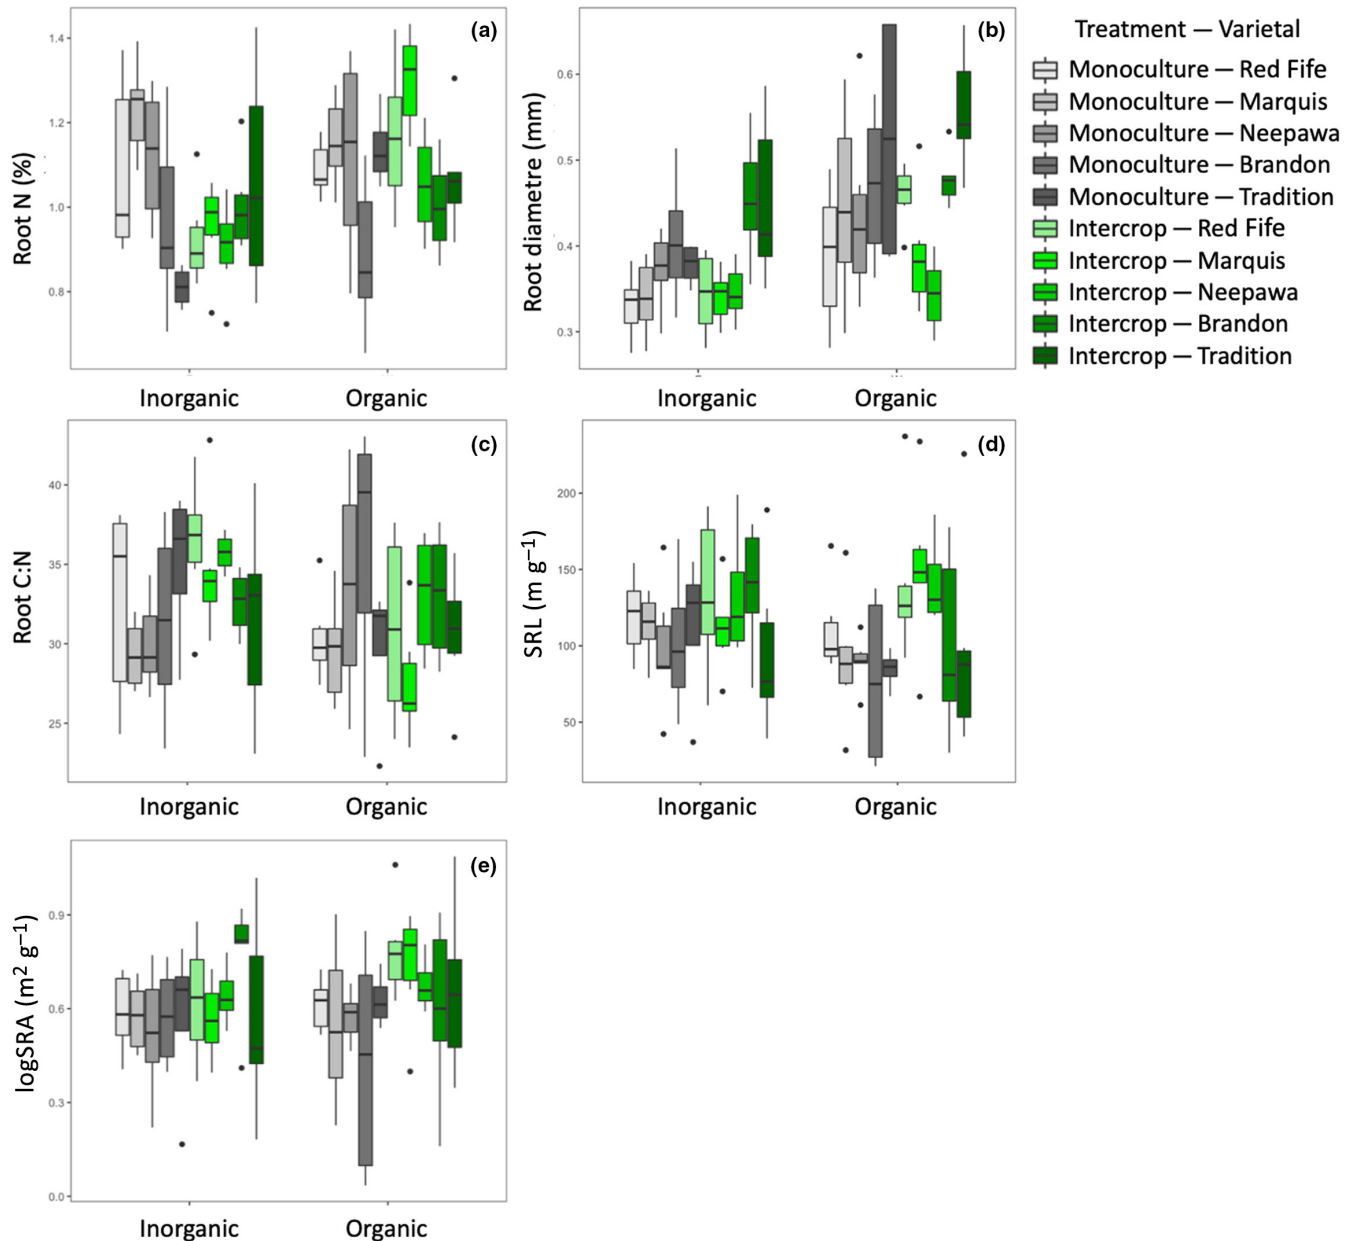 (a)
Root N (%)
1.4
1.2
1.0
0.8
Inorganic
Organic
(b)
Root diametre (mm)
0.6
0.5
0.4
0.3
Inorganic
Organic
Treatment — Varietal
Monoculture — Red Fife
Monoculture — Marquis
Monoculture — Neepawa
Monoculture — Brandon
Monoculture — Tradition
Intercrop — Red Fife
Intercrop — Marquis
Intercrop — Neepawa
Intercrop — Brandon
Intercrop — Tradition
(c)
Root C:N
40
35
30
25
Inorganic
Organic
(d)
SRL (m g⁻¹)
200
150
100
50
Inorganic
Organic
(e)
logSRA (m² g⁻¹)
0.9
0.6
0.3
0.0
Inorganic
Organic